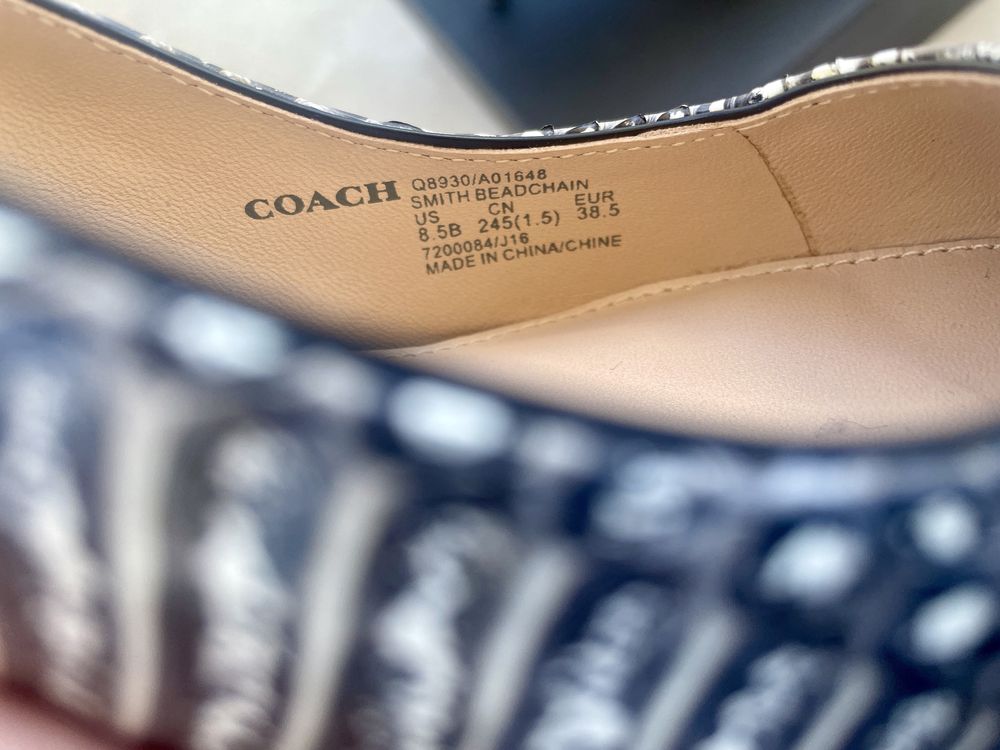 COACH
Q8930/A01648
SMITH BEADCHAIN
US CN EUR
8.5B 245(1.5) 38.5
7200084/J16
MADE IN CHINA/CHINE